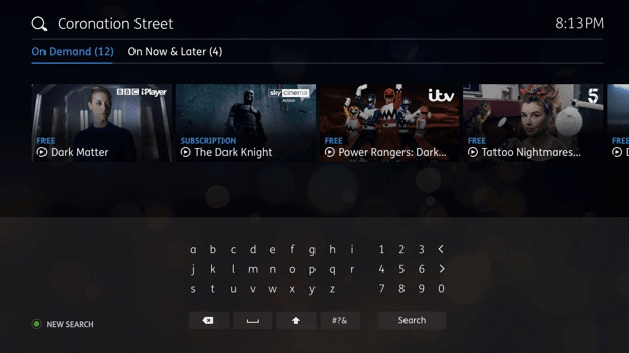 Coronation Street
8:13PM
On Demand (12) On Now & Later (4)
BBC iPlayer
sky cinema
Action
itv
5
FREE
SUBSCRIPTION
FREE
FREE
FREE
Dark Matter
The Dark Knight
Power Rangers: Dark...
Tattoo Nightmares...
D
a b c d e f g h i 1 2 3 <
j k l m n o p q r 4 5 6 >
s t u v w x y z 7 8 9 0
#?& Search
NEW SEARCH